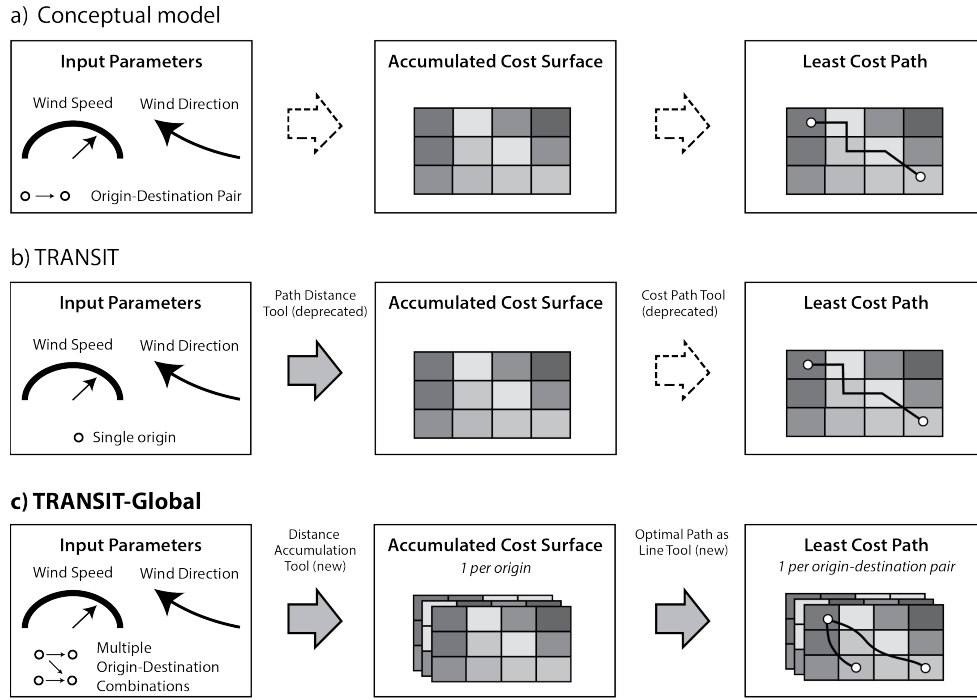 a) Conceptual model
Input Parameters
Wind Speed
Wind Direction
Origin-Destination Pair
Accumulated Cost Surface
Least Cost Path
b) TRANSIT
Input Parameters
Wind Speed
Wind Direction
Single origin
Path Distance
Tool (deprecated)
Accumulated Cost Surface
Cost Path Tool
(deprecated)
Least Cost Path
c) TRANSIT-Global
Input Parameters
Wind Speed
Wind Direction
Multiple
Origin-Destination
Combinations
Distance
Accumulation
Tool (new)
Accumulated Cost Surface
1 per origin
Optimal Path as
Line Tool (new)
Least Cost Path
1 per origin-destination pair